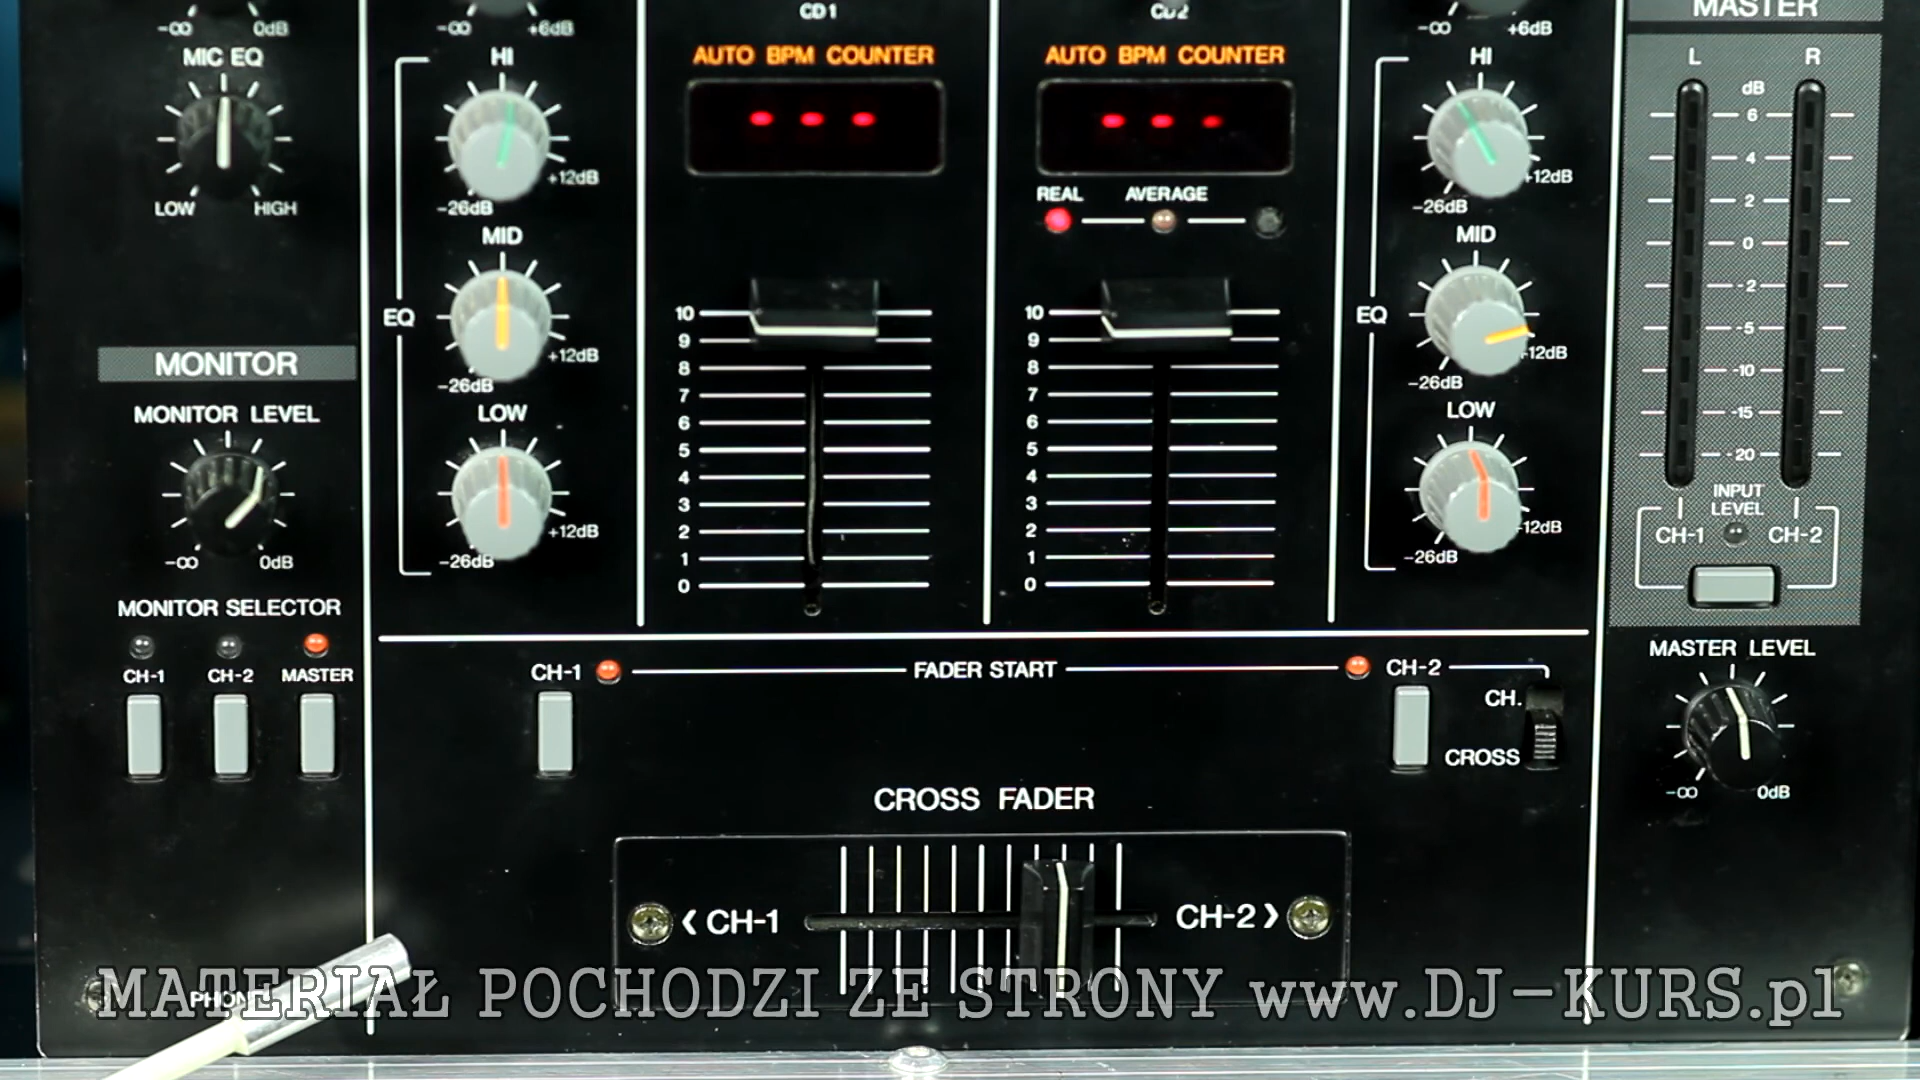 CD1
CD2
MASTER
-∞ 0dB
-∞ +6dB
-∞ +6dB
MIC EQ
LOW HIGH
HI
+12dB
-26dB
MID
+12dB
-26dB
LOW
+12dB
-26dB
EQ
AUTO BPM COUNTER
---
AUTO BPM COUNTER
---
REAL AVERAGE
10
9
8
7
6
5
4
3
2
1
0
10
9
8
7
6
5
4
3
2
1
0
HI
+12dB
-26dB
MID
+12dB
-26dB
LOW
-12dB
-26dB
EQ
L R
dB
6
4
2
0
-2
-5
-10
-15
-20
INPUT
LEVEL
CH-1 CH-2
MONITOR
MONITOR LEVEL
-∞ 0dB
MONITOR SELECTOR
CH-1 CH-2 MASTER
CH-1 FADER START CH-2
CH.
CROSS
MASTER LEVEL
-∞ 0dB
CROSS FADER
❮ CH-1 CH-2 ❯
PHON
MATERIAŁ POCHODZI ZE STRONY www.DJ-KURS.pl